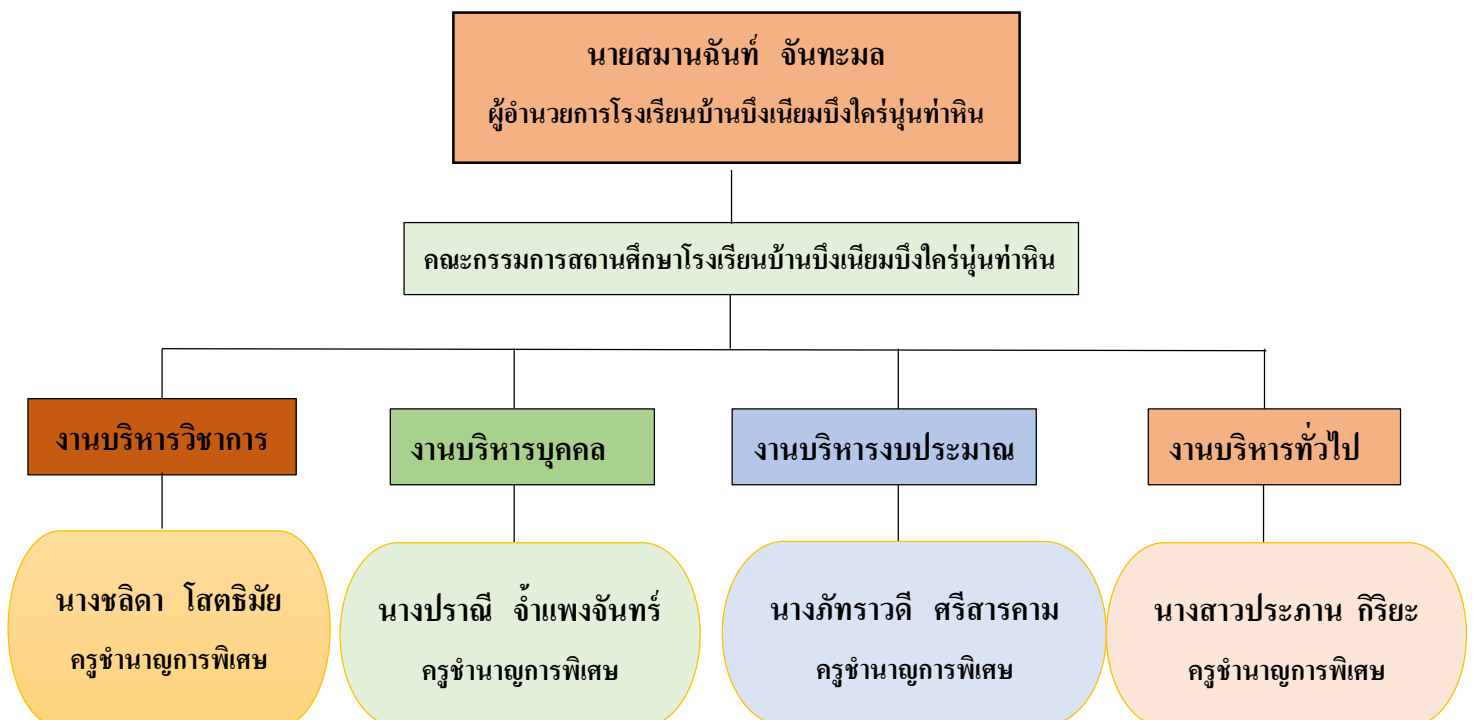 นายสมานฉันท์ จันทะมล
ผู้อำนวยการโรงเรียนบ้านบึงเนียมบึงใคร่นุ่นท่าหิน
คณะกรรมการสถานศึกษาโรงเรียนบ้านบึงเนียมบึงใคร่นุ่นท่าหิน
งานบริหารวิชาการ
งานบริหารบุคคล
งานบริหารงบประมาณ
งานบริหารทั่วไป
นางชลิดา โสตธิมัย
ครูชำนาญการพิเศษ
นางปราณี จ้ำแพงจันทร์
ครูชำนาญการพิเศษ
นางภัทราวดี ศรีสารคาม
ครูชำนาญการพิเศษ
นางสาวประภาน กิริยะ
ครูชำนาญการพิเศษ